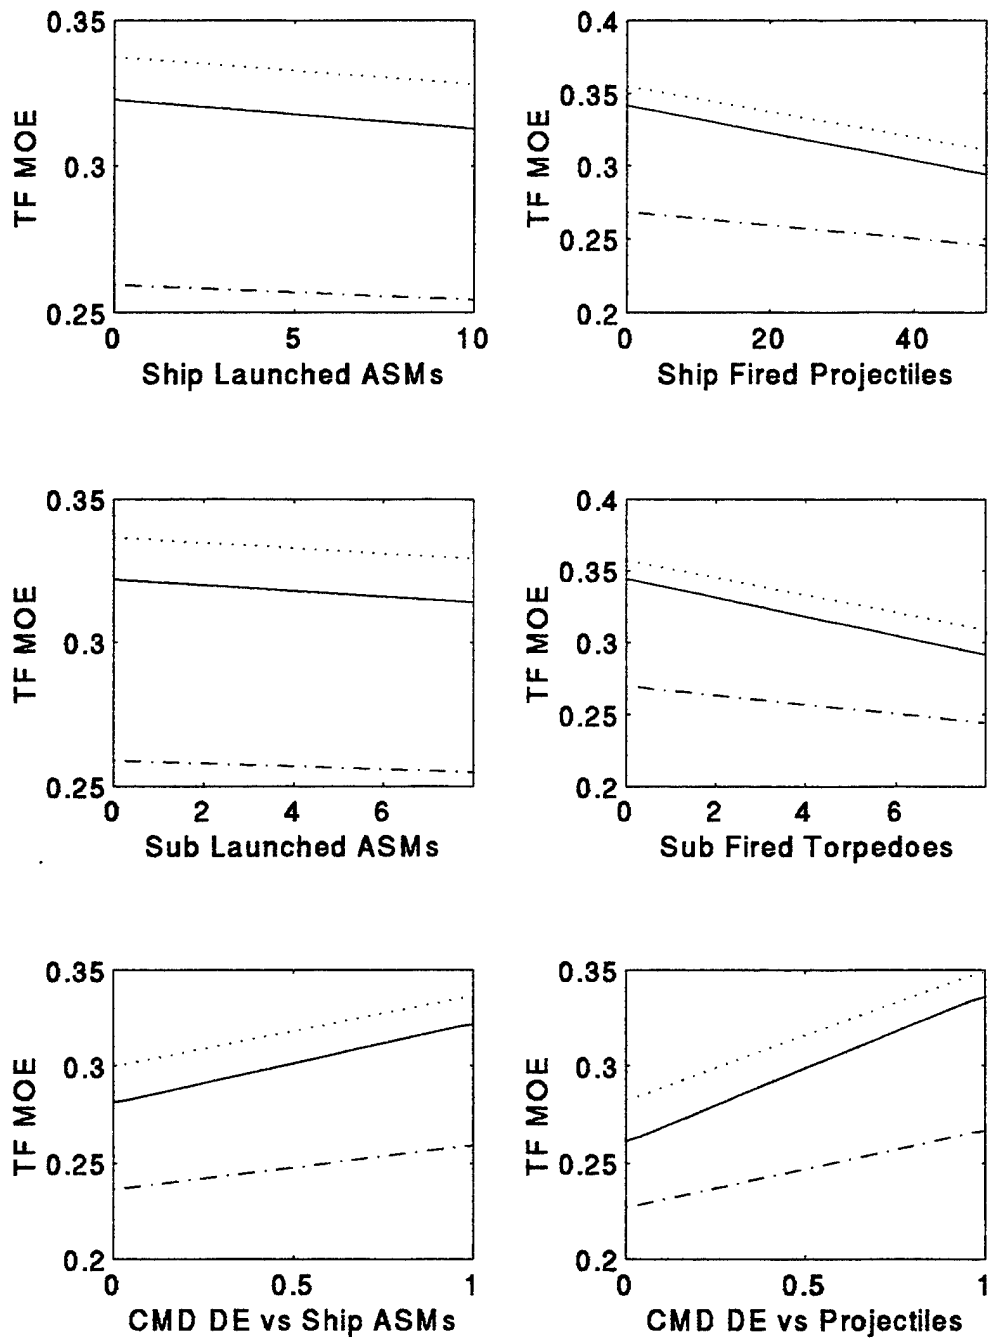 0.35
0.3
0.25
TF MOE
0 5 10
Ship Launched ASMs
0.4
0.35
0.3
0.25
0.2
TF MOE
0 20 40
Ship Fired Projectiles
0.35
0.3
0.25
TF MOE
0 2 4 6
Sub Launched ASMs
0.4
0.35
0.3
0.25
0.2
TF MOE
0 2 4 6
Sub Fired Torpedoes
0.35
0.3
0.25
0.2
TF MOE
0 0.5 1
CMD DE vs Ship ASMs
0.35
0.3
0.25
0.2
TF MOE
0 0.5 1
CMD DE vs Projectiles